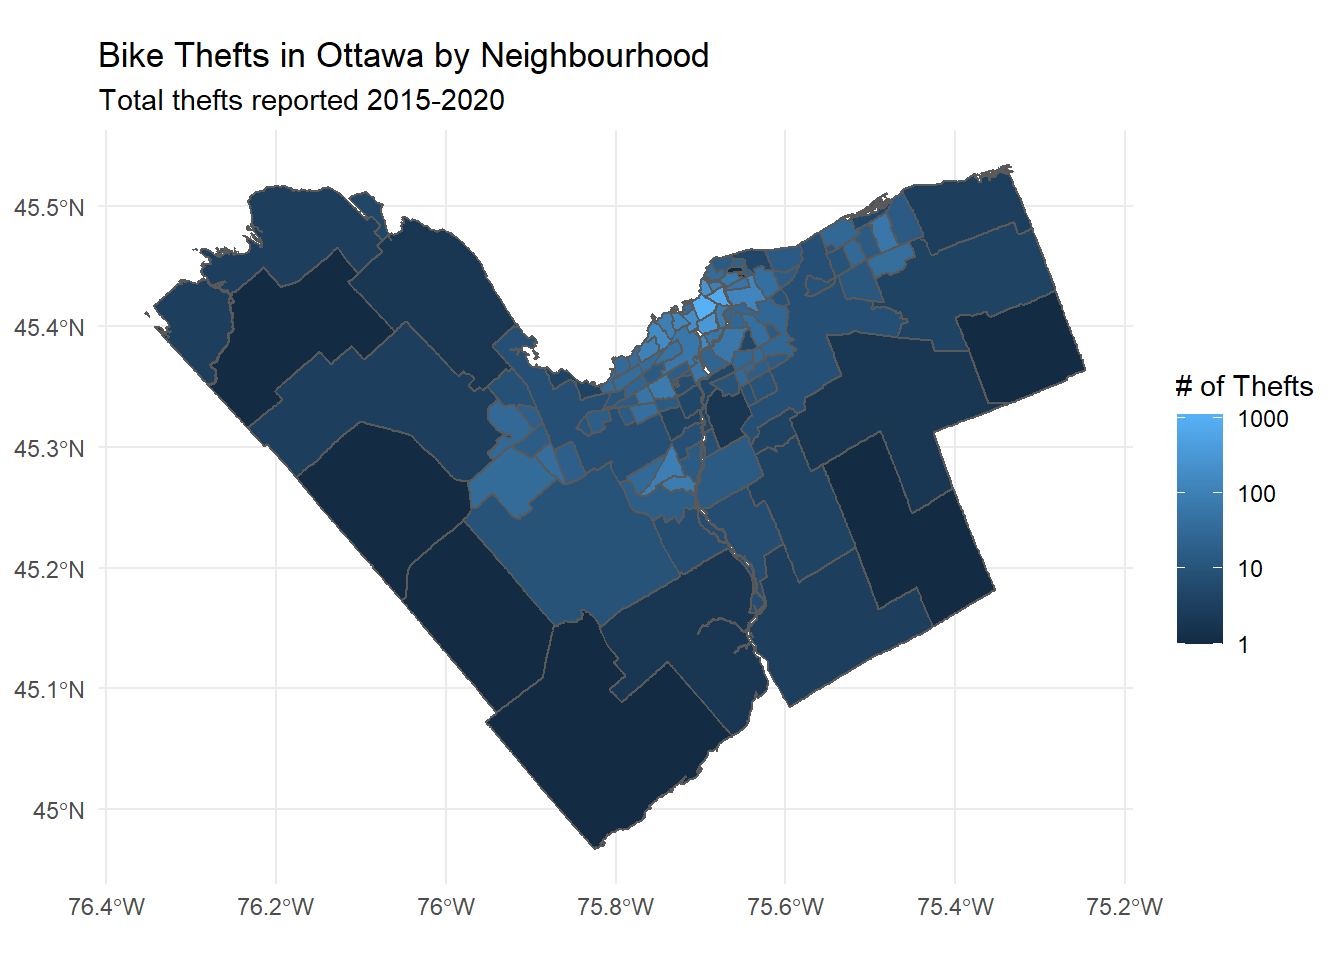 Bike Thefts in Ottawa by Neighbourhood
Total thefts reported 2015-2020
45.5°N
45.4°N
45.3°N
45.2°N
45.1°N
45°N
76.4°W
76.2°W
76°W
75.8°W
75.6°W
75.4°W
75.2°W
# of Thefts
1000
100
10
1